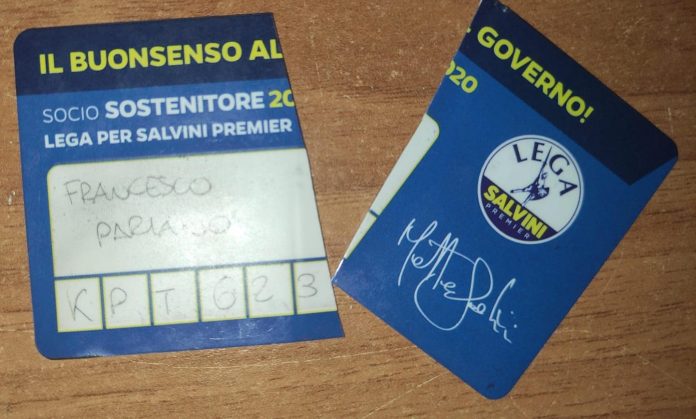 IL BUONSENSO AL
SOCIO SOSTENITORE 20
LEGA PER SALVINI PREMIER
FRANCESCO
PARIANO
K P T G 2 3
L GOVERNO!
020
LEGA
SALVINI
PREMIER